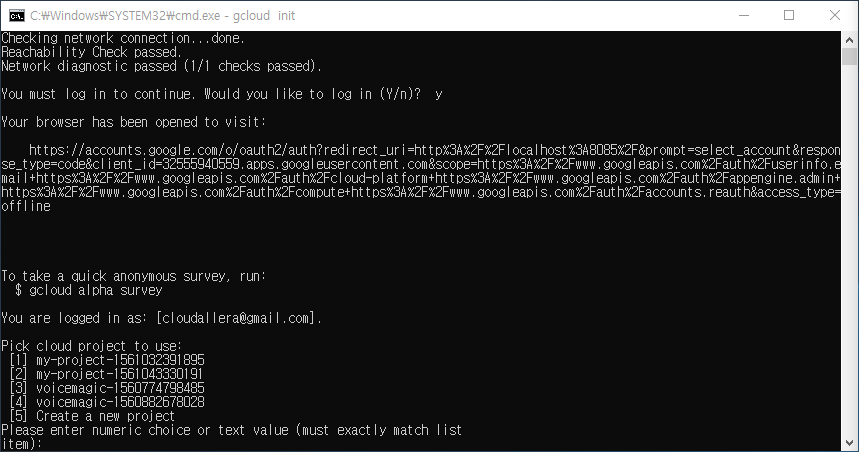 C:₩Windows₩SYSTEM32₩cmd.exe - gcloud  init
Checking network connection...done.
Reachability Check passed.
Network diagnostic passed (1/1 checks passed).
You must log in to continue. Would you like to log in (Y/n)?  y
Your browser has been opened to visit:
https://accounts.google.com/o/oauth2/auth?redirect_uri=http%3A%2F%2Flocalhost%3A8085%2F&prompt=select_account&respon
se_type=code&client_id=32555940559.apps.googleusercontent.com&scope=https%3A%2F%2Fwww.googleapis.com%2Fauth%2Fuserinfo.e
mail+https%3A%2F%2Fwww.googleapis.com%2Fauth%2Fcloud-platform+https%3A%2F%2Fwww.googleapis.com%2Fauth%2Fappengine.admin+
https%3A%2F%2Fwww.googleapis.com%2Fauth%2Fcompute+https%3A%2F%2Fwww.googleapis.com%2Fauth%2Faccounts.reauth&access_type=
offline
To take a quick anonymous survey, run:
$ gcloud alpha survey
You are logged in as: [cloudallera@gmail.com].
Pick cloud project to use:
[1] my-project-1561032391895
[2] my-project-1561043330191
[3] voicemagic-1560774798485
[4] voicemagic-1560882678028
[5] Create a new project
Please enter numeric choice or text value (must exactly match list
item):